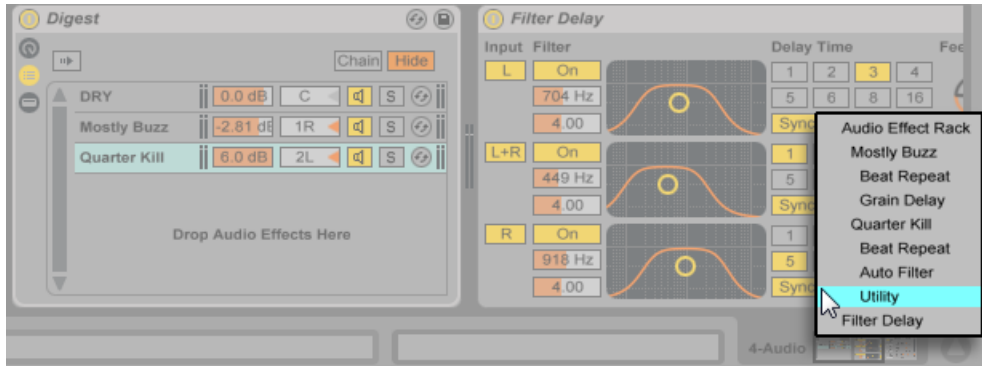 Digest
Chain Hide
DRY 0.0 dB C S
Mostly Buzz -2.81 dB 1R S
Quarter Kill 6.0 dB 2L S
Drop Audio Effects Here
Filter Delay
Input Filter Delay Time Fee
L On 1 2 3 4
704 Hz 5 6 8 16
4.00 Sync
L+R On 1
449 Hz 5
4.00 Sync
R On 1
918 Hz 5
4.00 Sync
Audio Effect Rack
Mostly Buzz
Beat Repeat
Grain Delay
Quarter Kill
Beat Repeat
Auto Filter
Utility
Filter Delay
4-Audio